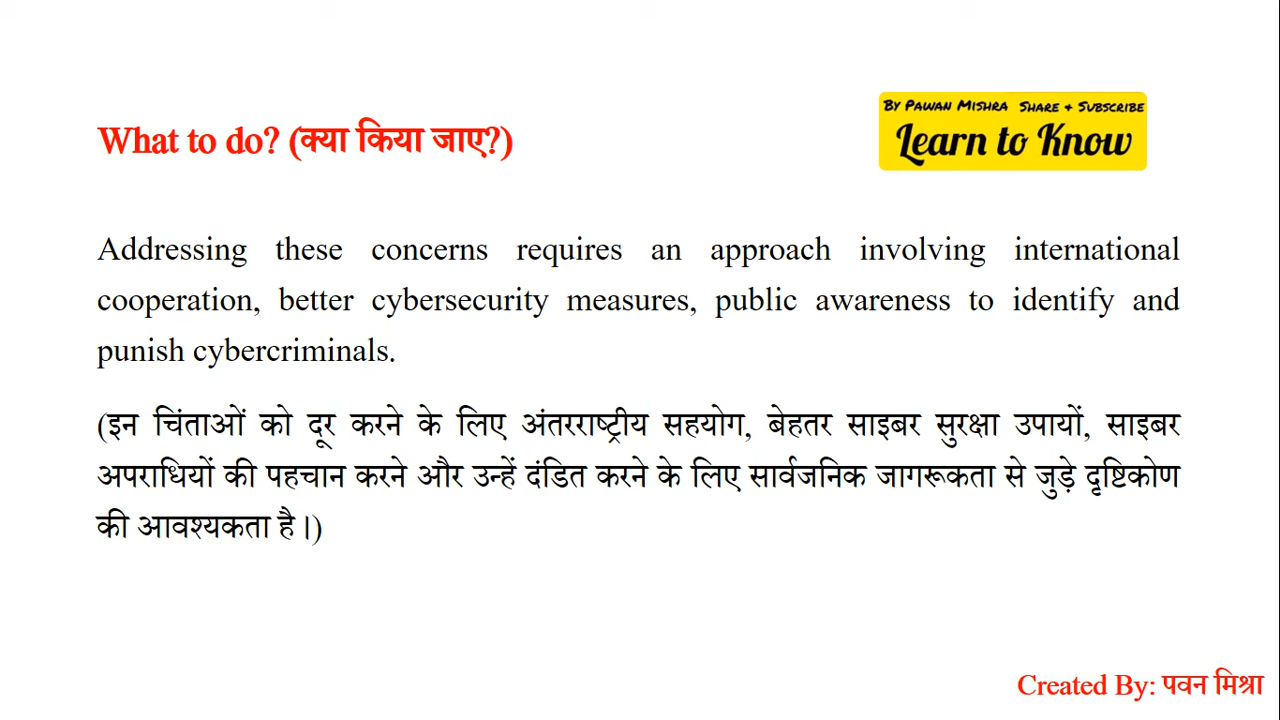 By Pawan Mishra Share + Subscribe
Learn to Know
What to do? (क्या किया जाए?)
Addressing these concerns requires an approach involving international
cooperation, better cybersecurity measures, public awareness to identify and
punish cybercriminals.
(इन चिंताओं को दूर करने के लिए अंतरराष्ट्रीय सहयोग, बेहतर साइबर सुरक्षा उपायों, साइबर
अपराधियों की पहचान करने और उन्हें दंडित करने के लिए सार्वजनिक जागरूकता से जुड़े दृष्टिकोण
की आवश्यकता है।)
Created By: पवन मिश्रा